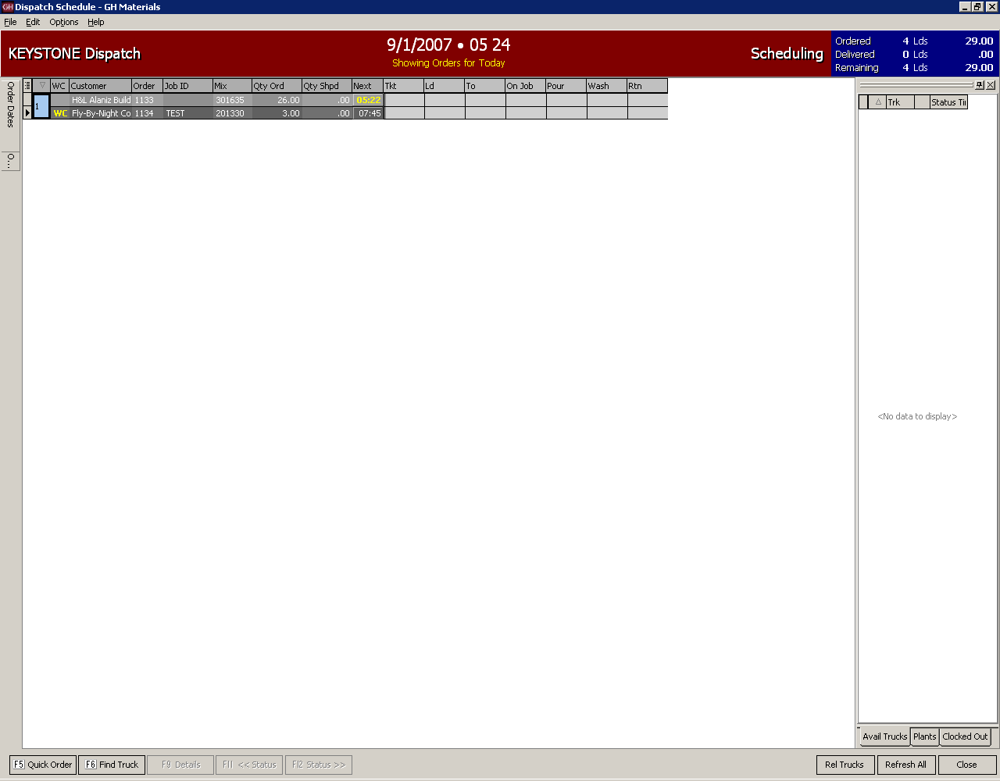 GH Dispatch Schedule - GH Materials
File Edit Options Help
KEYSTONE Dispatch
9/1/2007 • 05 24
Showing Orders for Today
Scheduling
Ordered 4 Lds 29.00
Delivered 0 Lds .00
Remaining 4 Lds 29.00
Order Dates
O...
WC Customer Order Job ID Mix Qty Ord Qty Shpd Next Tkt Ld To On Job Pour Wash Rtn
1
H&L Alaniz Build 1133 301635 26.00 .00 05:22
WC Fly-By-Night Co 1134 TEST 201330 3.00 .00 07:45
Trk Status Tir
<No data to display>
Avail Trucks Plants Clocked Out
F5 Quick Order F6 Find Truck F9 Details F11 << Status F12 Status >> Rel Trucks Refresh All Close